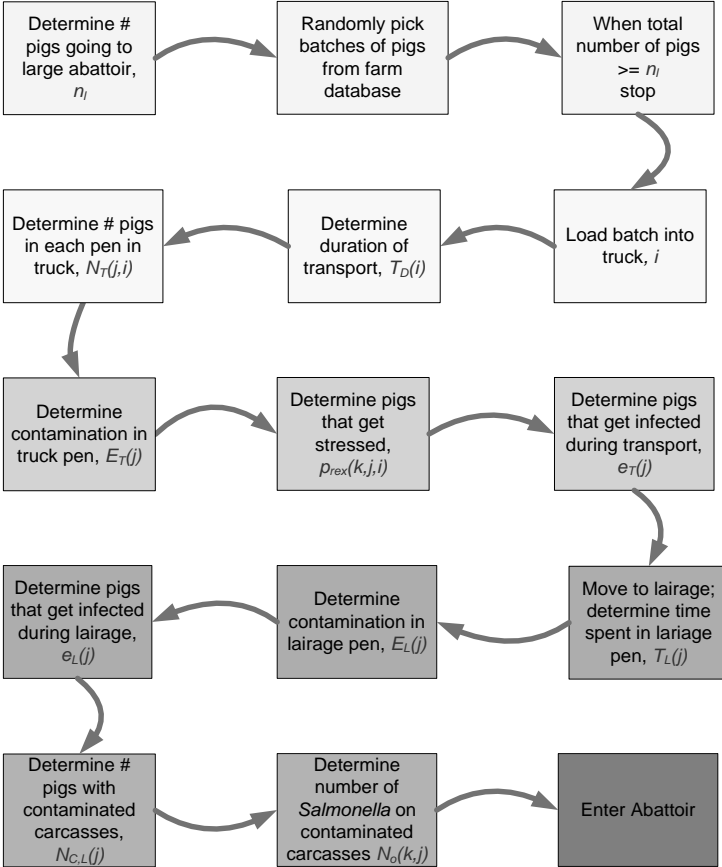 Determine #
pigs going to
large abattoir,
nl
Randomly pick
batches of pigs
from farm
database
When total
number of pigs
>= nl
stop
Load batch into
truck, i
Determine
duration of
transport, TD(i)
Determine #
pigs
in each pen in
truck, NT(j,i)
Determine
contamination in
truck pen, ET(j)
Determine pigs
that get
stressed,
prex(k,j,i)
Determine pigs
that get infected
during transport,
eT(j)
Move to lairage;
determine time
spent in lariage
pen, TL(j)
Determine
contamination in
lairage pen, EL(j)
Determine pigs
that get infected
during lairage,
eL(j)
Determine #
pigs with
contaminated
carcasses,
NC,L(j)
Determine
number of
Salmonella on
contaminated
carcasses No(k,j)
Enter Abattoir